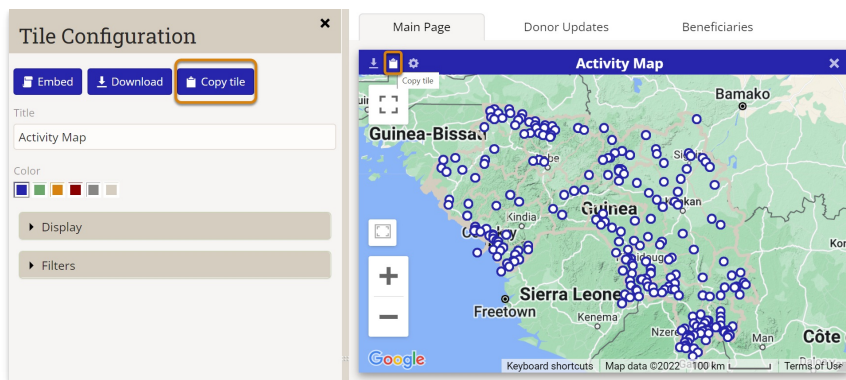 Tile Configuration
×
Embed
Download
Copy tile
Title
Activity Map
Color
Display
Filters
Main Page
Donor Updates
Beneficiaries
Activity Map
Copy tile
Bamako
Guinea-Bissau
Guinea
Kindia
Sierra Leone
Freetown
Kenema
Man
Côte
Google
Keyboard shortcuts
Map data ©2022
100 km
Terms of Use